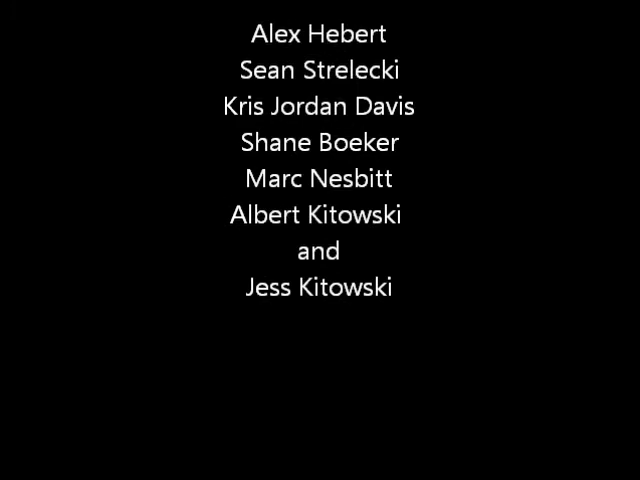 Alex Hebert
Sean Strelecki
Kris Jordan Davis
Shane Boeker
Marc Nesbitt
Albert Kitowski
and
Jess Kitowski